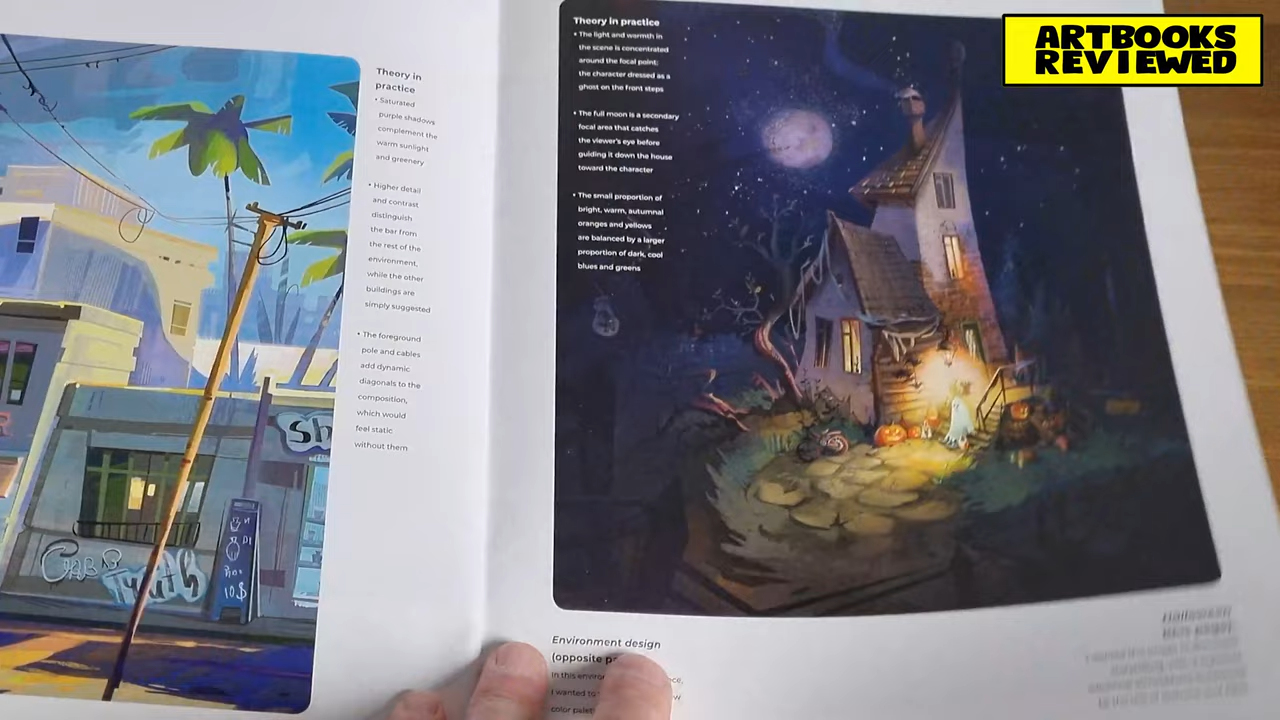 ARTBOOKS
REVIEWED
Theory in
practice
• Saturated
purple shadows
complement the
warm sunlight
and greenery
• Higher detail
and contrast
distinguish
the bar from
the rest of the
environment,
while the other
buildings are
simply suggested
• The foreground
pole and cables
add dynamic
diagonals to the
composition,
which would
feel static
without them
Sh
10$
Theory in practice
• The light and warmth in
the scene is concentrated
around the focal point:
the character dressed as a
ghost on the front steps
• The full moon is a secondary
focal area that catches
the viewer's eye before
guiding it down the house
toward the character
• The small proportion of
bright, warm, autumnal
oranges and yellows
are balanced by a larger
proportion of dark, cool
blues and greens
Environment design
(opposite
In this
I wanted
color
Halloween